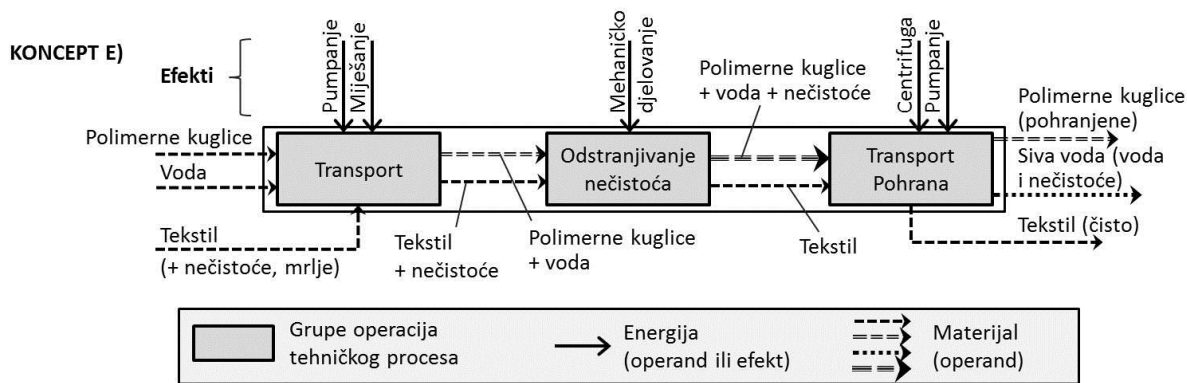 KONCEPT E)
Efekti
Pumpanje
Miješanje
Mehaničko
djelovanje
Polimerne kuglice
+ voda + nečistoće
Centrifuga
Pumpanje
Polimerne kuglice
(pohranjene)
Polimerne kuglice
Voda
Transport
Odstranjivanje
nečistoća
Transport
Pohrana
Siva voda (voda
i nečistoće)
Tekstil
(+ nečistoće, mrlje)
Tekstil
+ nečistoće
Polimerne kuglice
+ voda
Tekstil
Tekstil (čisto)
Grupe operacija
tehničkog procesa
Energija
(operand ili efekt)
Materijal
(operand)